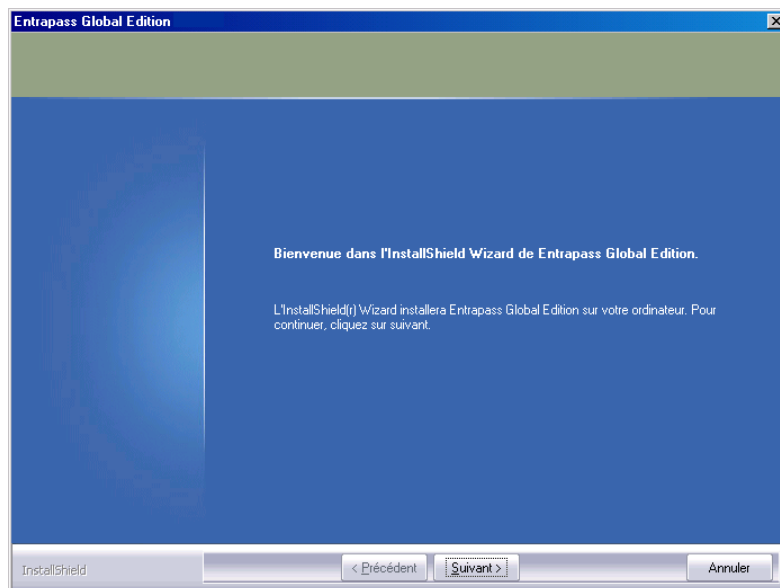 Entrapass Global Edition
Bienvenue dans l'InstallShield Wizard de Entrapass Global Edition.
L'InstallShield(r) Wizard installera Entrapass Global Edition sur votre ordinateur. Pour
continuer, cliquez sur suivant.
InstallShield
< Précédent
Suivant >
Annuler